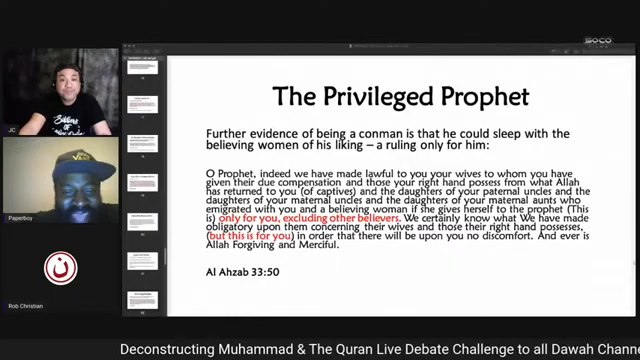 SOCO
JC
Paperboy
ن
Rob Christian
The Privileged Prophet
Further evidence of being a conman is that he could sleep with the
believing women of his liking – a ruling only for him:
O Prophet, indeed we have made lawful to you your wives to whom you have
given their due compensation and those your right hand possess from what Allah
has returned to you (of captives) and the daughters of your paternal uncles and the
daughters of your maternal uncles and the daughters of your maternal aunts who
emigrated with you and a believing woman if she gives herself to the prophet (This
is) only for you, excluding other believers. We certainly know what We have made
obligatory upon them concerning their wives and those their right hand possesses,
(but this is for you) in order that there will be upon you no discomfort. And ever is
Allah Forgiving and Merciful.
Al Ahzab 33:50
Deconstructing Muhammad & The Quran Live Debate Challenge to all Dawah Chann